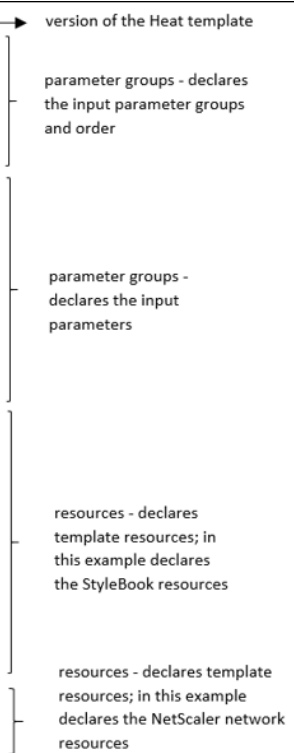 version of the Heat template
parameter groups - declares
the input parameter groups
and order
parameter groups -
declares the input
parameters
resources - declares
template resources; in
this example declares
the StyleBook resources
resources - declares template
resources; in this example
declares the NetScaler network
resources